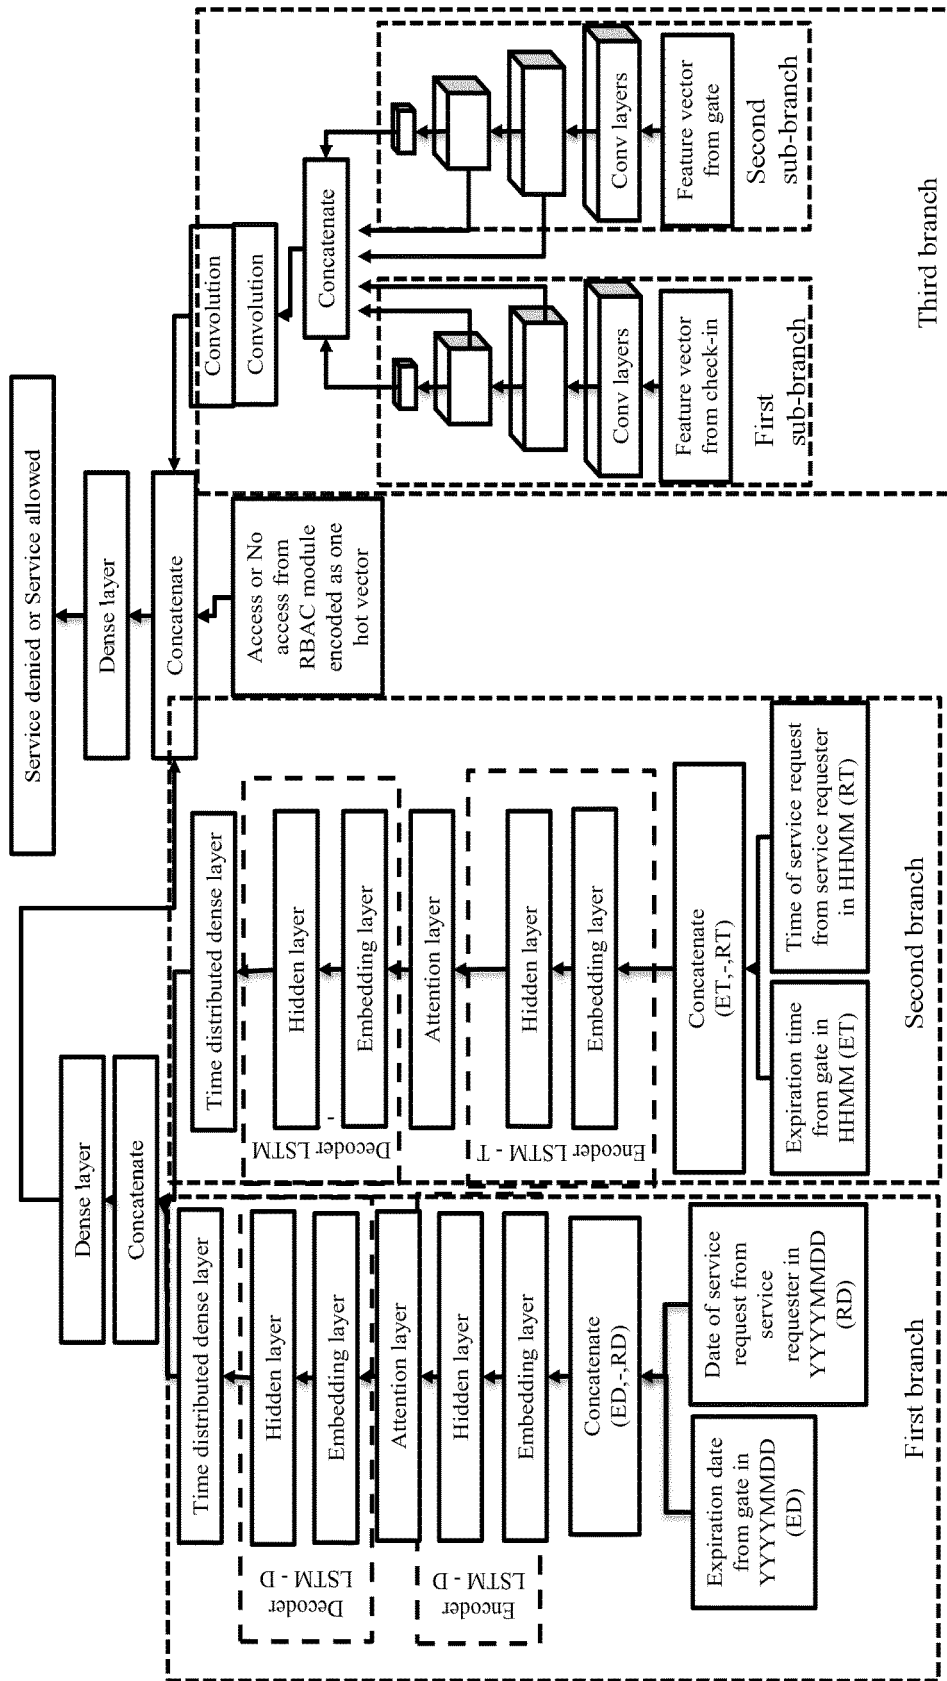 Service denied or Service allowed
Dense layer
Concatenate
Access or No
access from
RBAC module
encoded as one
hot vector
Dense layer
Concatenate
Time distributed dense layer
Hidden layer
Embedding layer
Decoder
LSTM - D
Attention layer
Hidden layer
Embedding layer
Encoder
LSTM - D
Concatenate
(ED,-,RD)
Expiration date
from gate in
YYYYMMDD
(ED)
Date of service
request from
service
requester in
YYYYMMDD
(RD)
First branch
Time distributed dense layer
Hidden layer
Embedding layer
Decoder LSTM
-
Attention layer
Hidden layer
Embedding layer
Encoder LSTM - T
Concatenate
(ET,-,RT)
Expiration time
from gate in
HHMM (ET)
Time of service request
from service requester
in HHMM (RT)
Second branch
Convolution
Convolution
Concatenate
Conv layers
Feature vector
from check-in
First
sub-branch
Conv layers
Feature vector
from gate
Second
sub-branch
Third branch